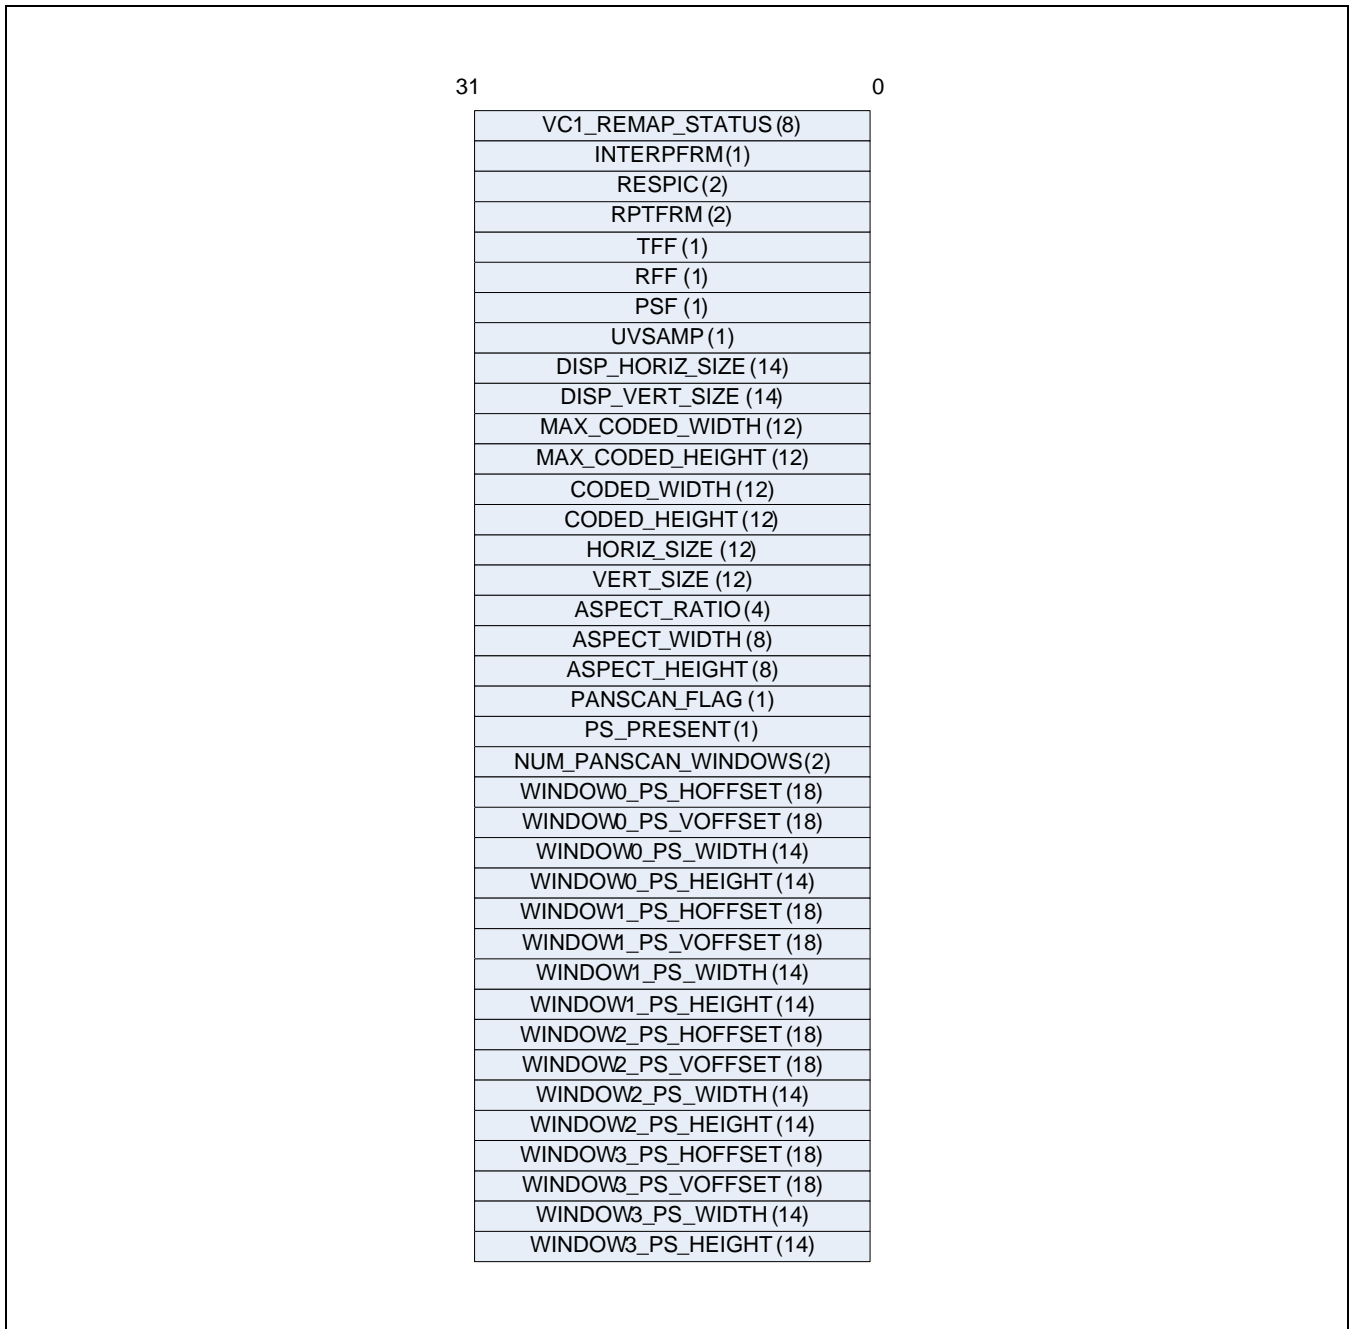 31 0
VC1_REMAP_STATUS (8)
INTERPFRM (1)
RESPIC (2)
RPTFRM (2)
TFF (1)
RFF (1)
PSF (1)
UVSAMP (1)
DISP_HORIZ_SIZE (14)
DISP_VERT_SIZE (14)
MAX_CODED_WIDTH (12)
MAX_CODED_HEIGHT (12)
CODED_WIDTH (12)
CODED_HEIGHT (12)
HORIZ_SIZE (12)
VERT_SIZE (12)
ASPECT_RATIO (4)
ASPECT_WIDTH (8)
ASPECT_HEIGHT (8)
PANSCAN_FLAG (1)
PS_PRESENT (1)
NUM_PANSCAN_WINDOWS (2)
WINDOW0_PS_HOFFSET (18)
WINDOW0_PS_VOFFSET (18)
WINDOW0_PS_WIDTH (14)
WINDOW0_PS_HEIGHT (14)
WINDOW1_PS_HOFFSET (18)
WINDOW1_PS_VOFFSET (18)
WINDOW1_PS_WIDTH (14)
WINDOW1_PS_HEIGHT (14)
WINDOW2_PS_HOFFSET (18)
WINDOW2_PS_VOFFSET (18)
WINDOW2_PS_WIDTH (14)
WINDOW2_PS_HEIGHT (14)
WINDOW3_PS_HOFFSET (18)
WINDOW3_PS_VOFFSET (18)
WINDOW3_PS_WIDTH (14)
WINDOW3_PS_HEIGHT (14)